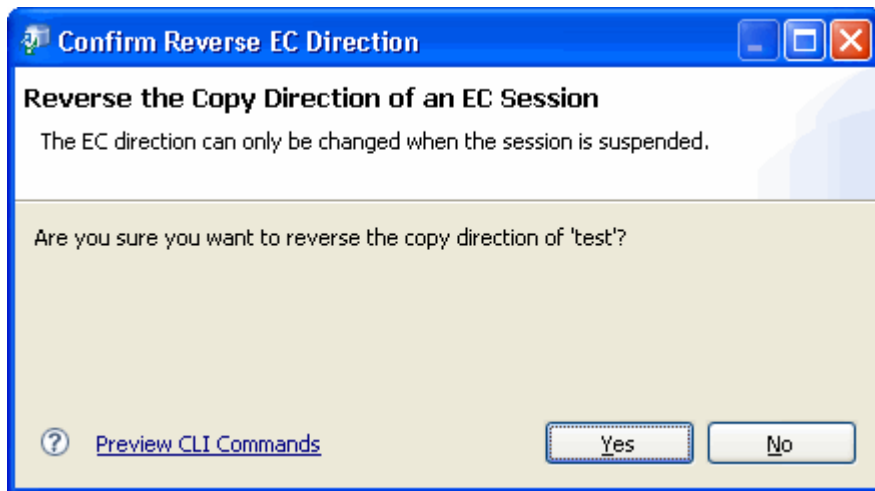 Confirm Reverse EC Direction
Reverse the Copy Direction of an EC Session
The EC direction can only be changed when the session is suspended.
Are you sure you want to reverse the copy direction of 'test'?
? Preview CLI Commands Yes No